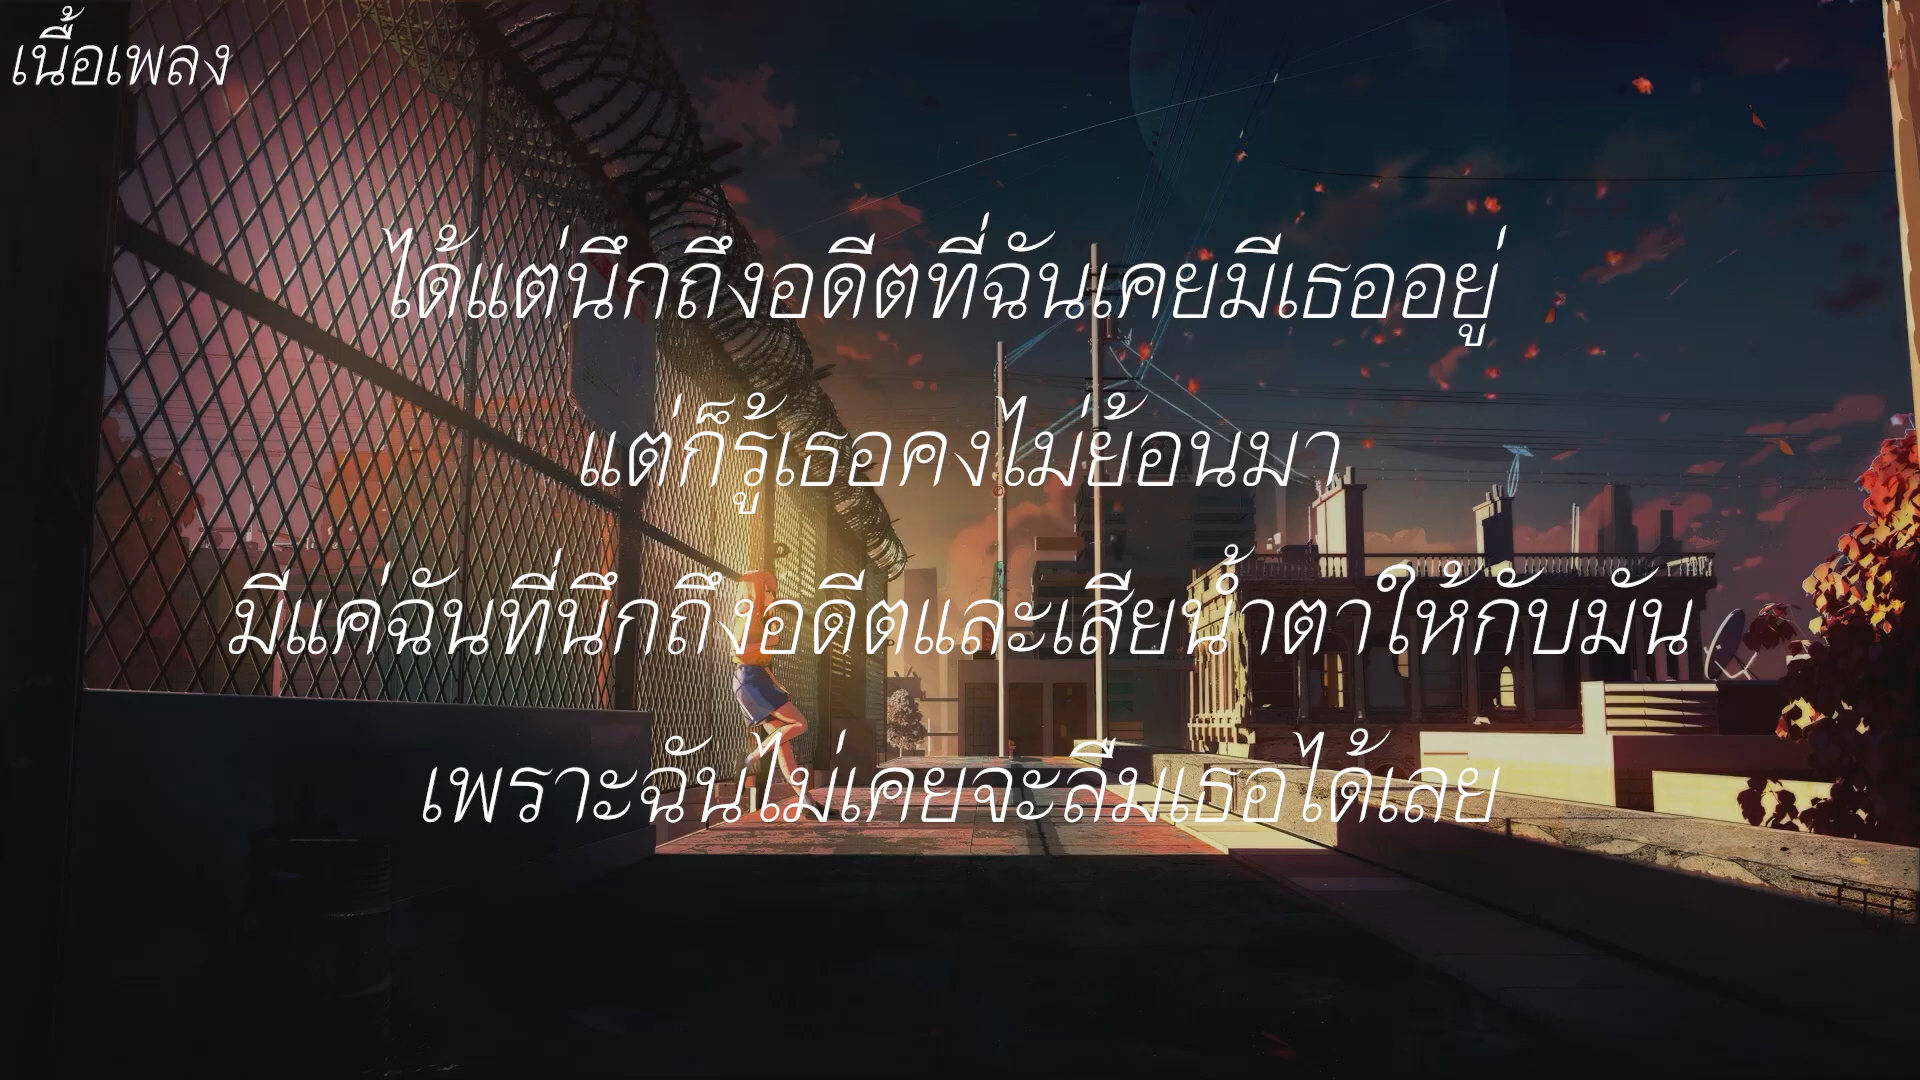 เนื้อเพลง
ได้แต่นึกถึงอดีตที่ฉันเคยมีเธออยู่
แต่ก็รู้เธอคงไม่ย้อนมา
มีแค่ฉันที่นึกถึงอดีตและเสียน้ำตาให้กับมัน
เพราะฉันไม่เคยจะลืมเธอได้เลย